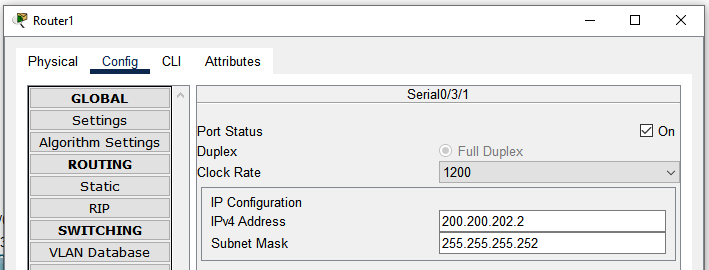 Router1
Physical Config CLI Attributes
GLOBAL
Settings
Algorithm Settings
ROUTING
Static
RIP
SWITCHING
VLAN Database
Serial0/3/1
Port Status On
Duplex Full Duplex
Clock Rate 1200
IP Configuration
IPv4 Address 200.200.202.2
Subnet Mask 255.255.255.252